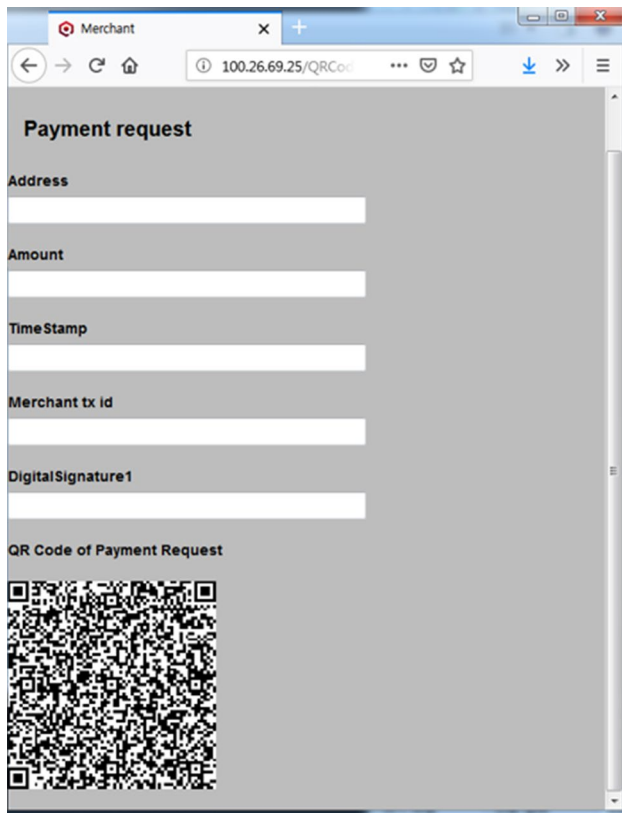 Merchant
100.26.69.25/QRCod
Payment request
Address
Amount
TimeStamp
Merchant tx id
DigitalSignature1
QR Code of Payment Request